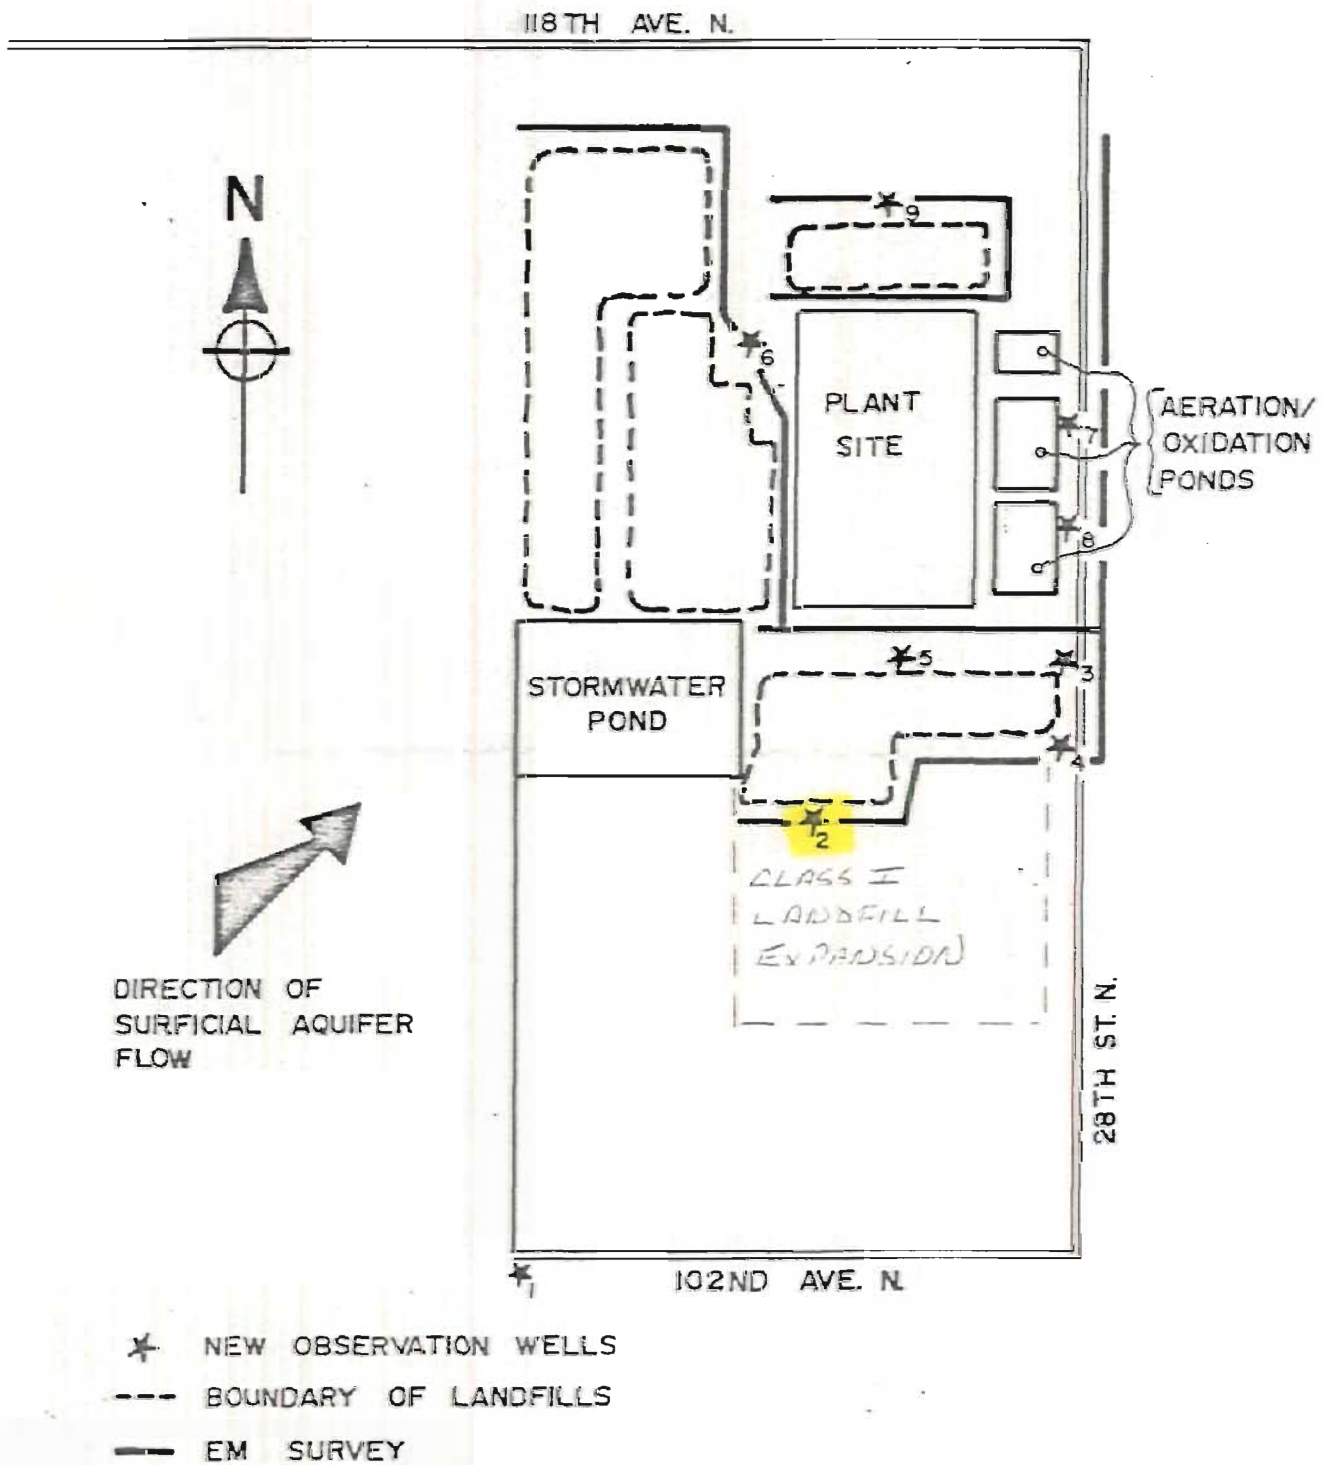 118TH AVE. N.
N
9
6
PLANT
SITE
AERATION/
OXIDATION
PONDS
7
8
5
3
STORMWATER
POND
4
2
CLASS I
LANDFILL
EXPANSION
DIRECTION OF
SURFICIAL AQUIFER
FLOW
28TH ST. N.
1
102ND AVE. N.
NEW OBSERVATION WELLS
BOUNDARY OF LANDFILLS
EM SURVEY